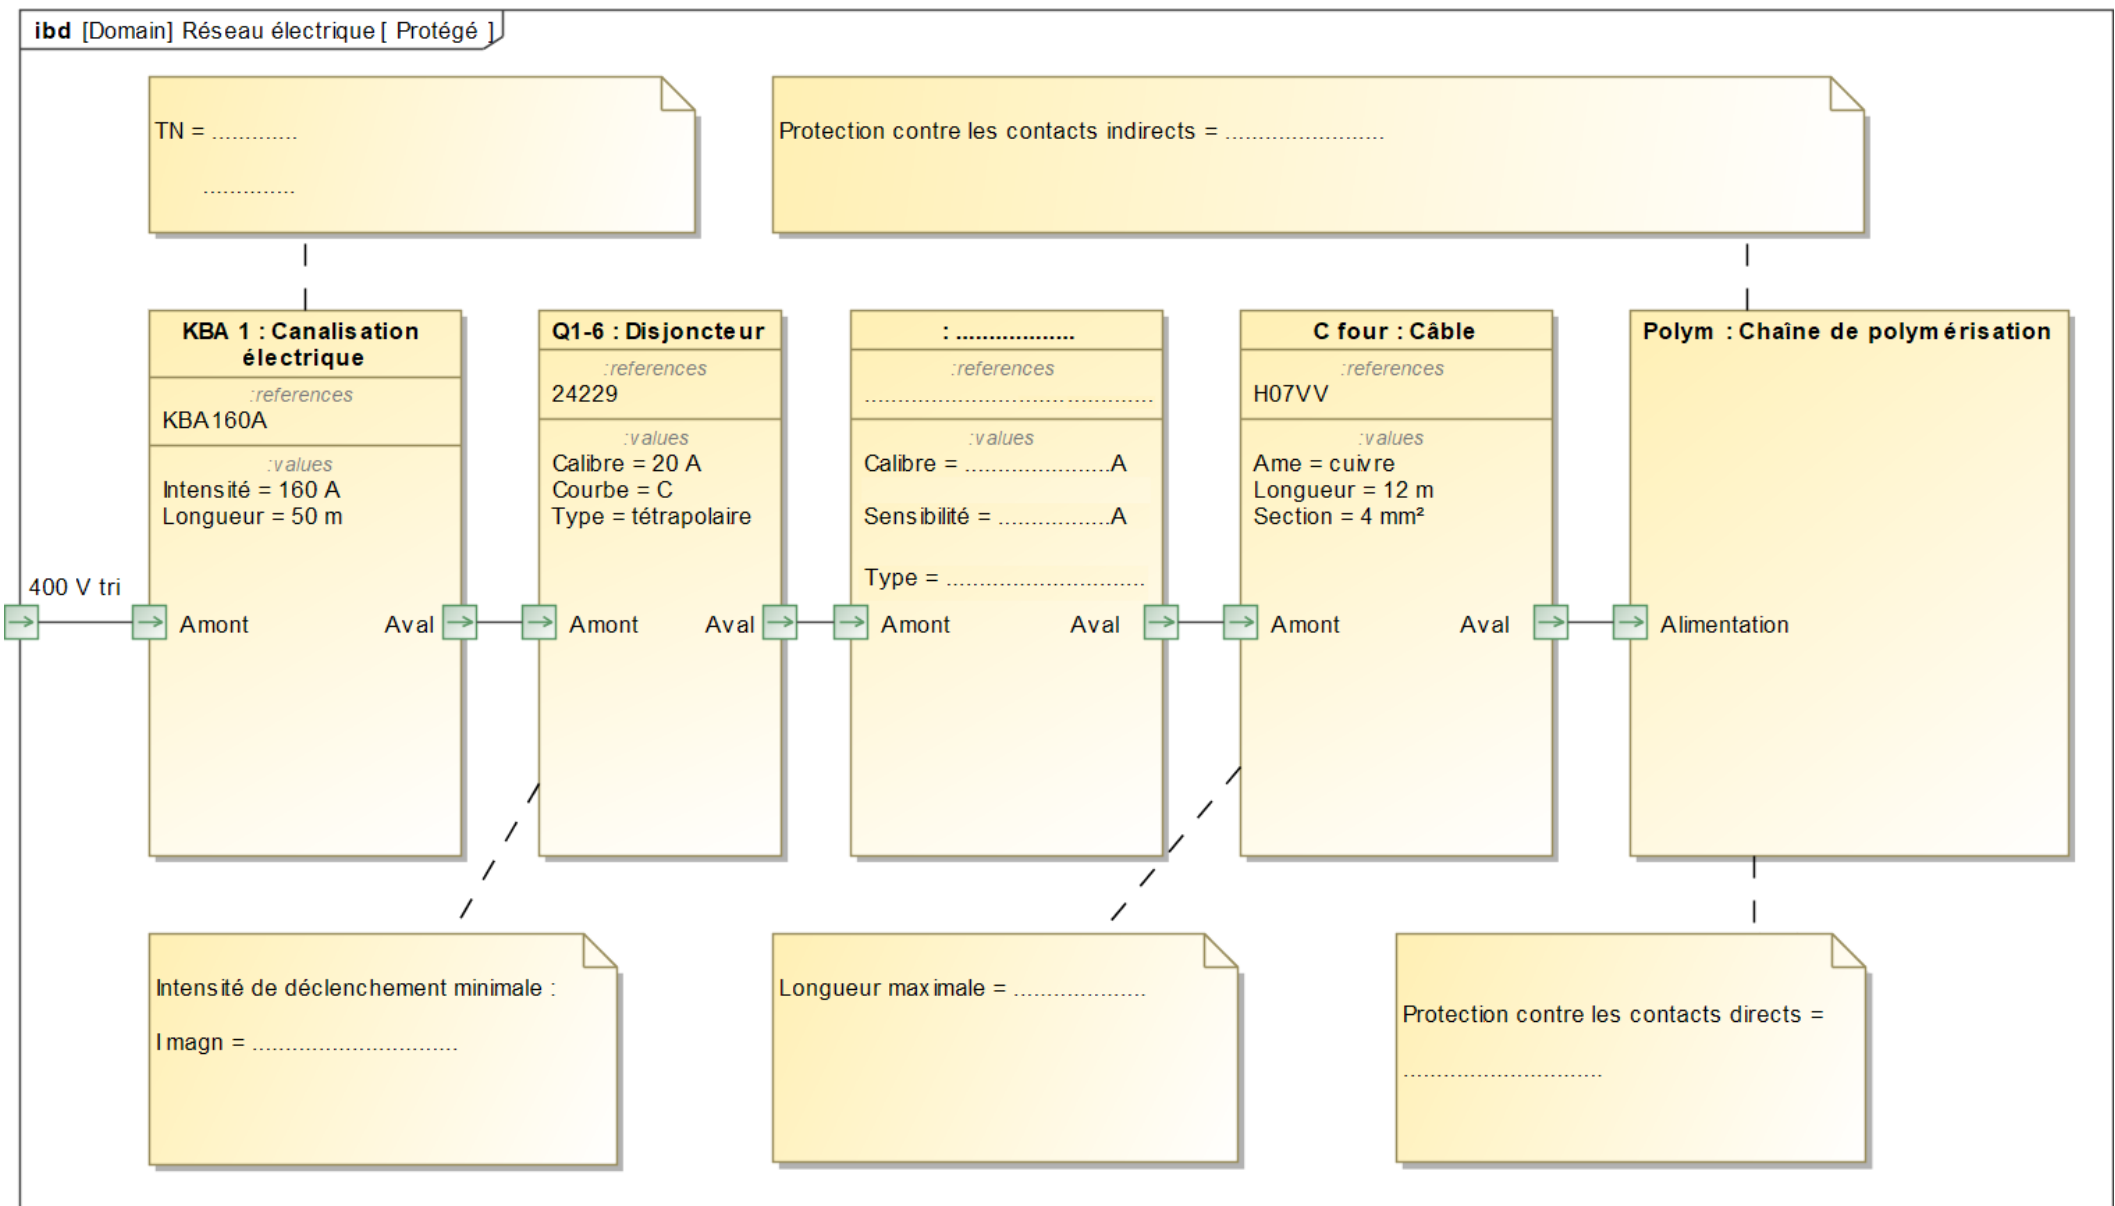 ibd [Domain] Réseau électrique [ Protégé ]
TN = .............
..............
Protection contre les contacts indirects = ........................
KBA 1 : Canalisation
électrique
:references
KBA160A
:values
Intensité = 160 A
Longueur = 50 m
400 V tri
Amont
Aval
Q1-6 : Disjoncteur
:references
24229
:values
Calibre = 20 A
Courbe = C
Type = tétrapolaire
Amont
Aval
: ..................
:references
............................................
:values
Calibre = ......................A
Sensibilité = .................A
Type = ..............................
Amont
Aval
C four : Câble
:references
H07VV
:values
Ame = cuivre
Longueur = 12 m
Section = 4 mm²
Amont
Aval
Polym : Chaîne de polymérisation
Alimentation
Intensité de déclenchement minimale :
I magn = ...............................
Longueur maximale = ....................
Protection contre les contacts directs =
..............................